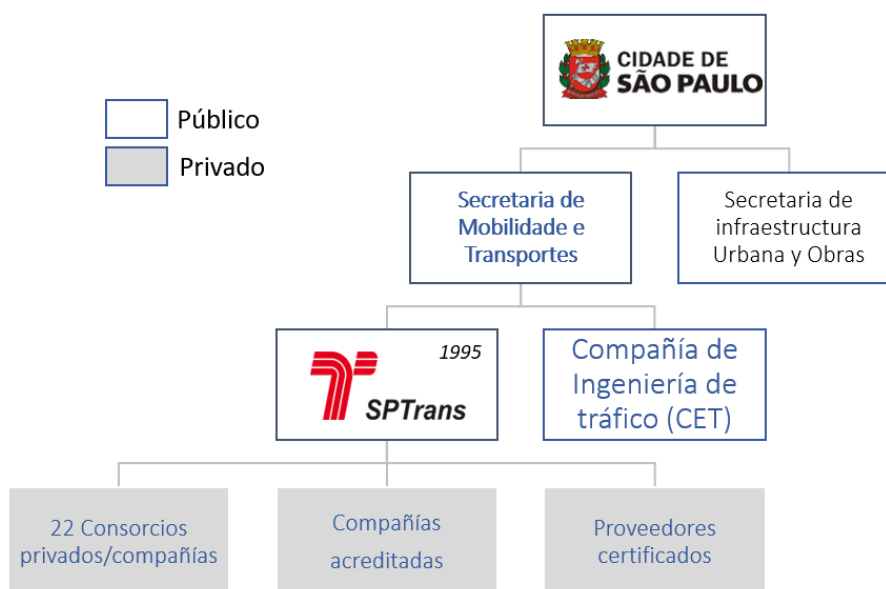 CIDADE DE
SÃO PAULO
Público
Privado
Secretaria de
Mobilidade e
Transportes
Secretaria de
infraestructura
Urbana y Obras
1995
SPTrans
Compañía de
Ingeniería de
tráfico (CET)
22 Consorcios
privados/compañías
Compañías
acreditadas
Proveedores
certificados